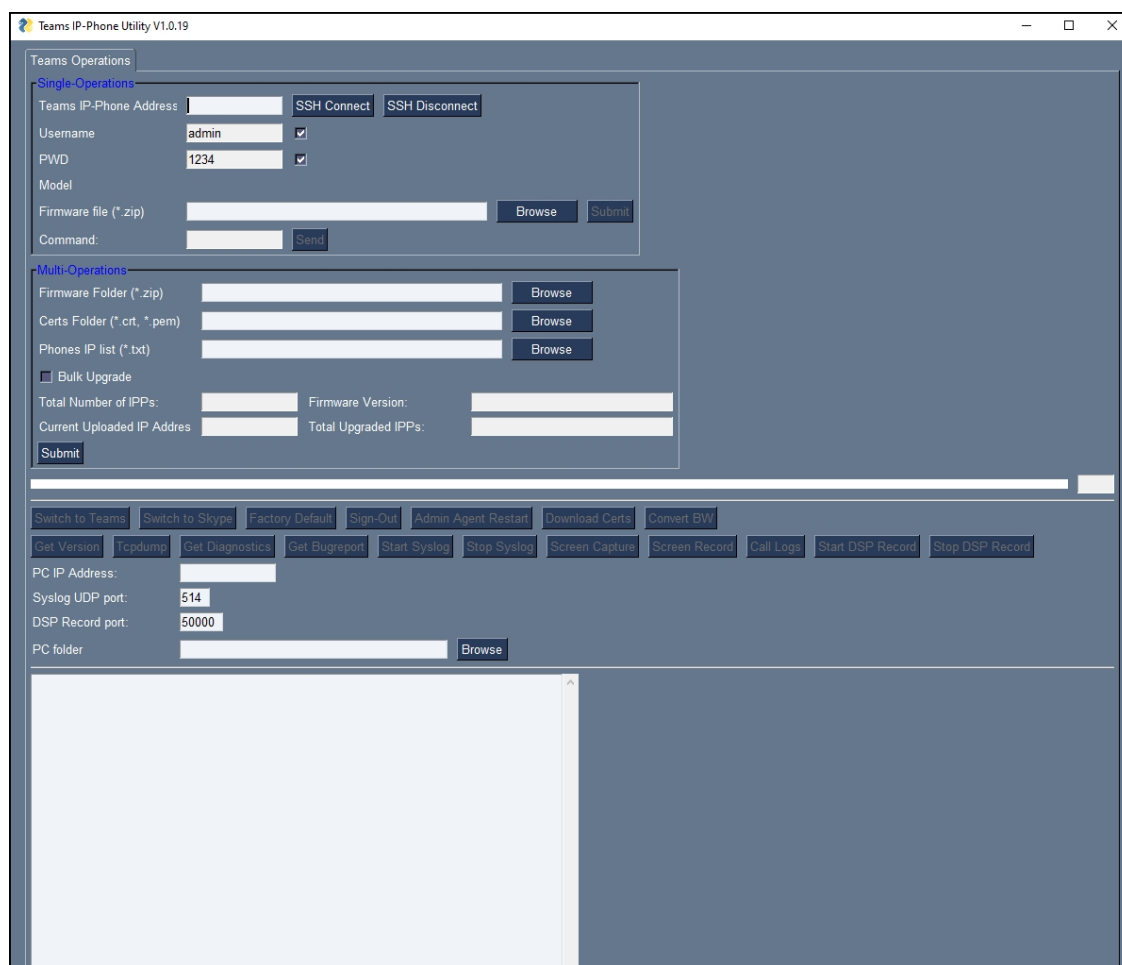 Teams IP-Phone Utility V1.0.19
Teams Operations
Single-Operations
Teams IP-Phone Address SSH Connect SSH Disconnect
Username admin
PWD 1234
Model
Firmware file (*.zip) Browse Submit
Command: Send
Multi-Operations
Firmware Folder (*.zip) Browse
Certs Folder (*.crt, *.pem) Browse
Phones IP list (*.txt) Browse
Bulk Upgrade
Total Number of IPPs: Firmware Version:
Current Uploaded IP Addres Total Upgraded IPPs:
Submit
Switch to Teams Switch to Skype Factory Default Sign-Out Admin Agent Restart Download Certs Convert BW
Get Version Tcpdump Get Diagnostics Get Bugreport Start Syslog Stop Syslog Screen Capture Screen Record Call Logs Start DSP Record Stop DSP Record
PC IP Address:
Syslog UDP port: 514
DSP Record port: 50000
PC folder Browse